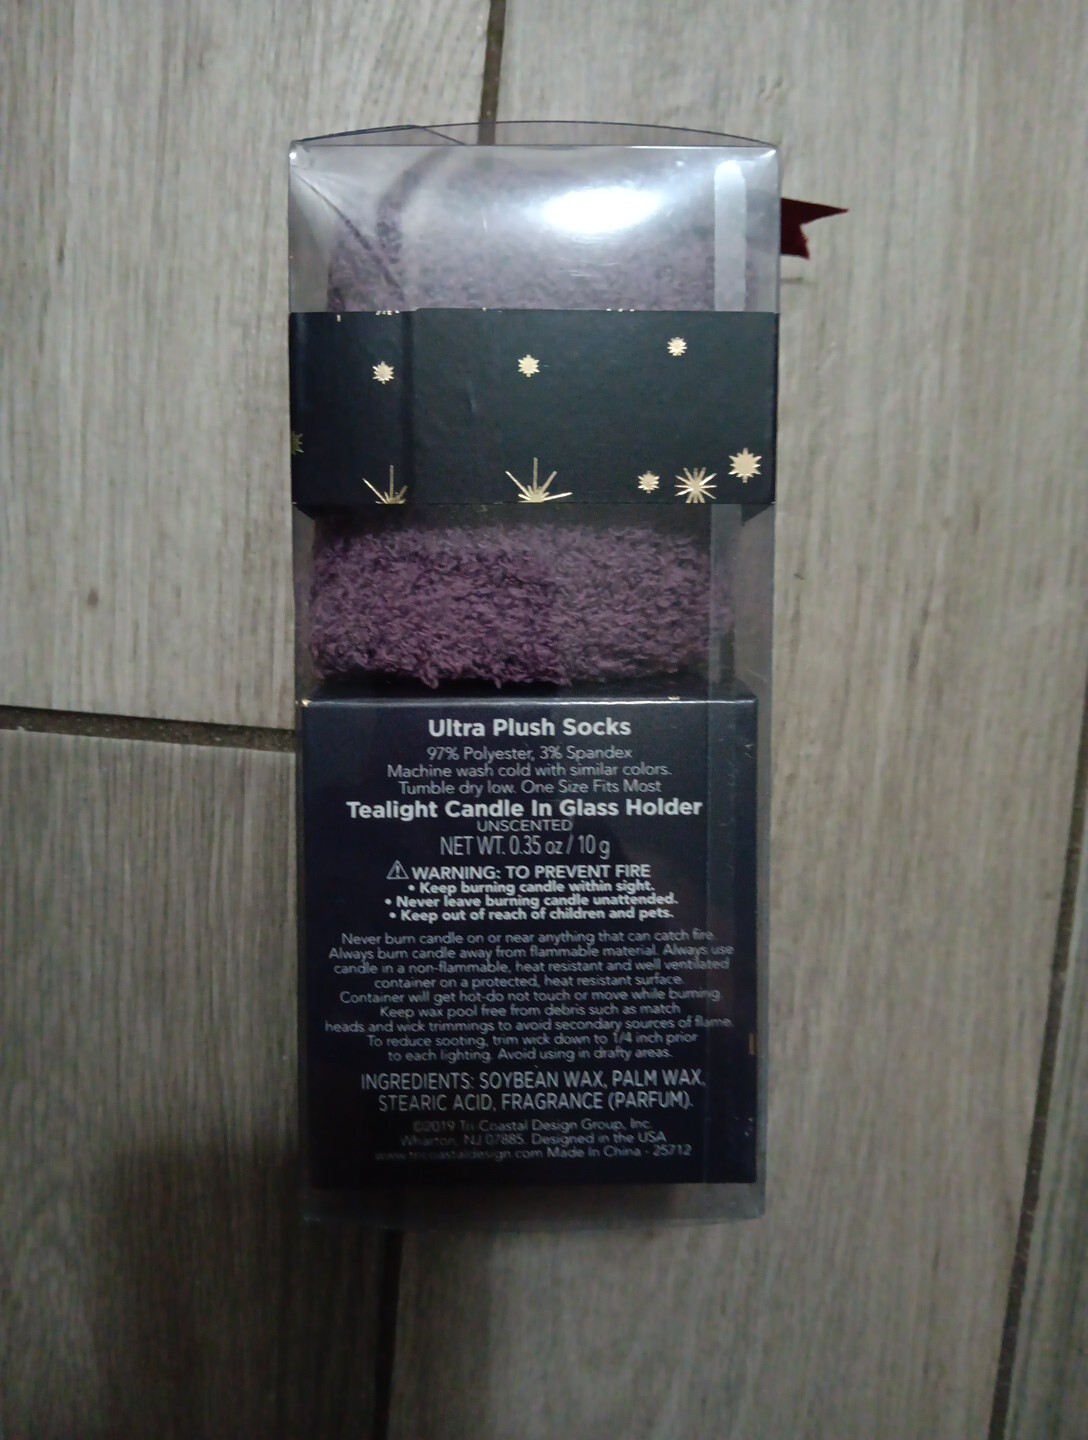 Ultra Plush Socks
97% Polyester, 3% Spandex
Machine wash cold with similar colors.
Tumble dry low. One Size Fits Most
Tealight Candle In Glass Holder
UNSCENTED
NET WT. 0.35 oz / 10 g
⚠ WARNING: TO PREVENT FIRE
• Keep burning candle within sight.
• Never leave burning candle unattended.
• Keep out of reach of children and pets.
Never burn candle on or near anything that can catch fire.
Always burn candle away from flammable material. Always use
candle in a non-flammable, heat resistant and well ventilated
container on a protected, heat resistant surface.
Container will get hot-do not touch or move while burning.
Keep wax pool free from debris such as match
heads and wick trimmings to avoid secondary sources of flame.
To reduce sooting, trim wick down to 1/4 inch prior
to each lighting. Avoid using in drafty areas.
INGREDIENTS: SOYBEAN WAX, PALM WAX,
STEARIC ACID, FRAGRANCE (PARFUM).
©2019 Tri-Coastal Design Group, Inc.
Wharton, NJ 07885. Designed in the USA
www.tricoastaldesign.com Made In China - 25712